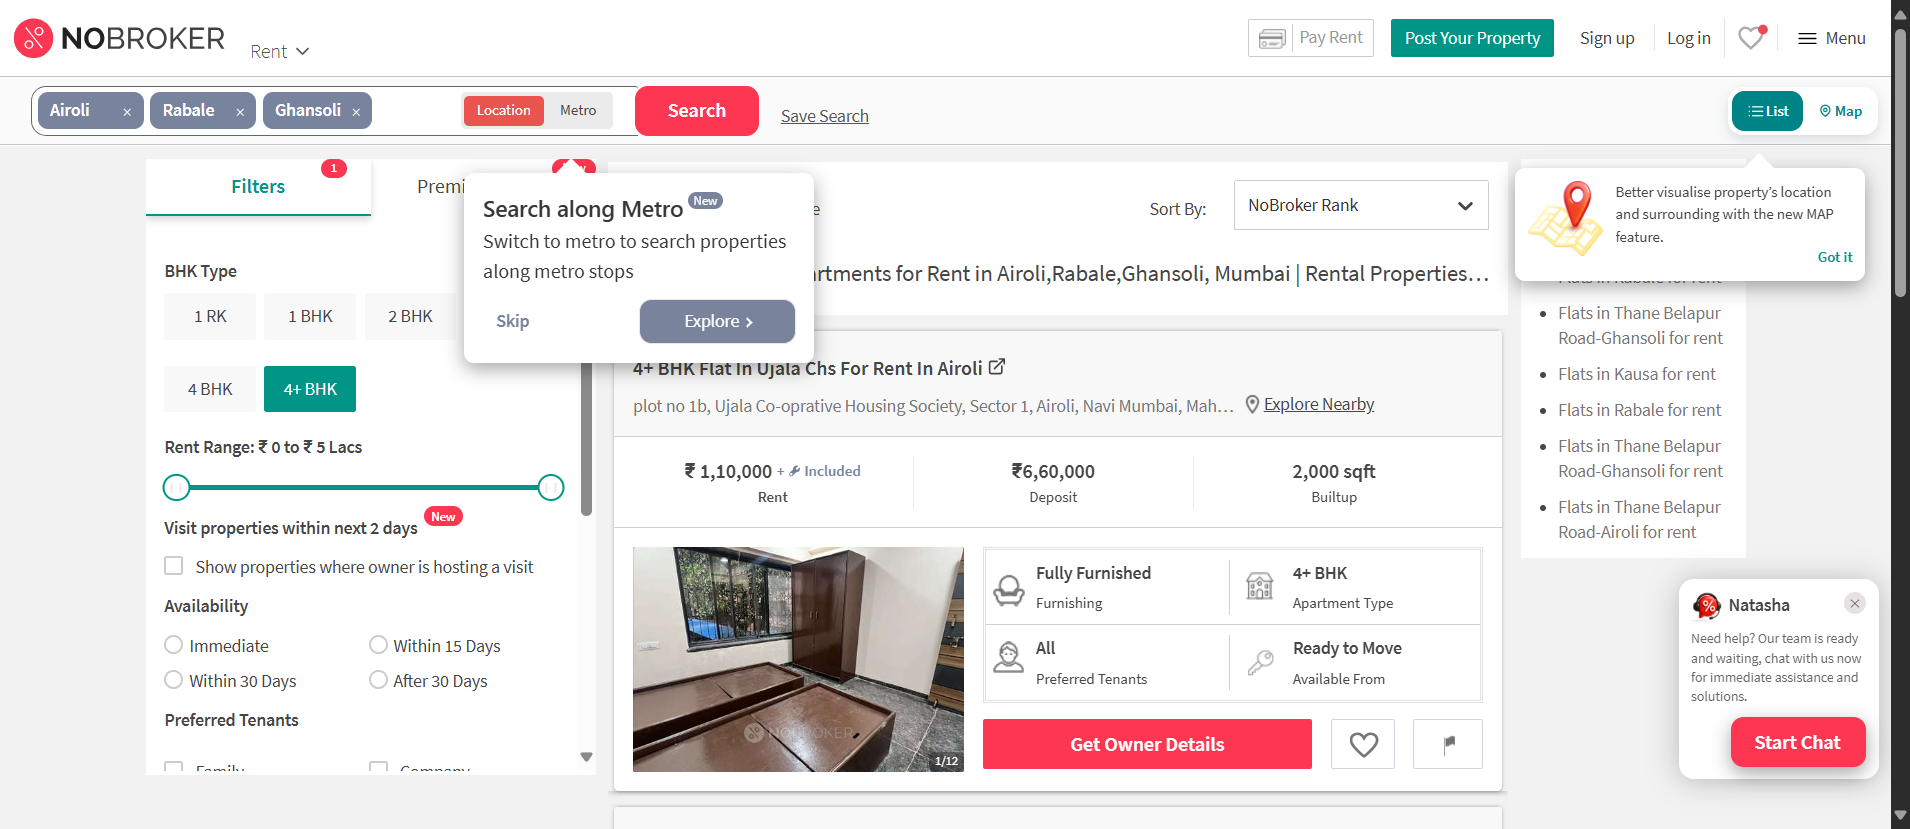 NOBROKER
Rent
Pay Rent
Post Your Property
Sign up
Log in
Menu
Airoli ×
Rabale ×
Ghansoli ×
Location
Metro
Search
Save Search
List
Map
Filters
1
Premi
Search along Metro New
Switch to metro to search properties
along metro stops
Skip
Explore ›
Sort By:
NoBroker Rank
rtments for Rent in Airoli,Rabale,Ghansoli, Mumbai | Rental Properties…
Better visualise property's location
and surrounding with the new MAP
feature.
Got it
BHK Type
1 RK
1 BHK
2 BHK
4 BHK
4+ BHK
Rent Range: ₹ 0 to ₹ 5 Lacs
Visit properties within next 2 days New
Show properties where owner is hosting a visit
Availability
Immediate
Within 15 Days
Within 30 Days
After 30 Days
Preferred Tenants
Family
Company
4+ BHK Flat In Ujala Chs For Rent In Airoli
plot no 1b, Ujala Co-oprative Housing Society, Sector 1, Airoli, Navi Mumbai, Mah…
Explore Nearby
₹ 1,10,000 + Included
Rent
₹6,60,000
Deposit
2,000 sqft
Builtup
NOBROKER
1/12
Fully Furnished
Furnishing
4+ BHK
Apartment Type
All
Preferred Tenants
Ready to Move
Available From
Get Owner Details
Flats in Rabale for rent
Flats in Thane Belapur
Road-Ghansoli for rent
Flats in Kausa for rent
Flats in Rabale for rent
Flats in Thane Belapur
Road-Ghansoli for rent
Flats in Thane Belapur
Road-Airoli for rent
Natasha
Need help? Our team is ready
and waiting, chat with us now
for immediate assistance and
solutions.
Start Chat